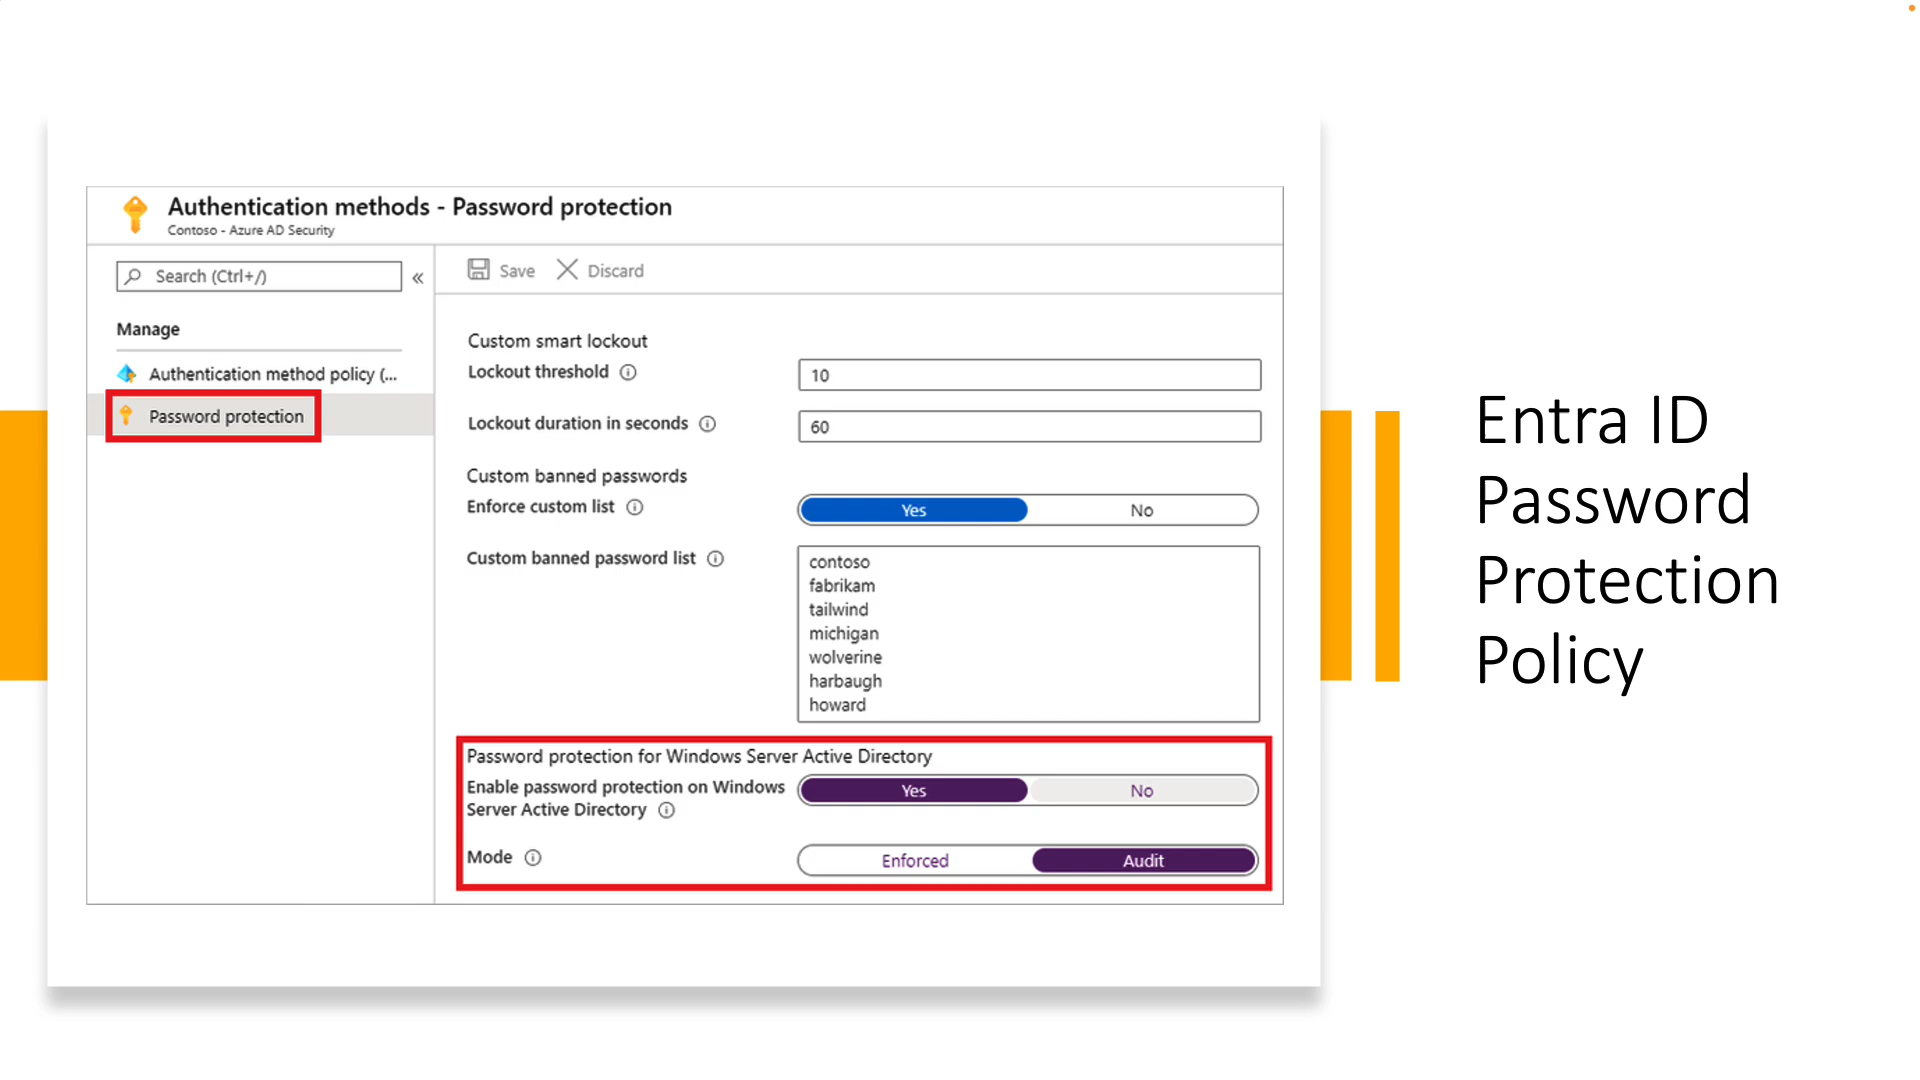 Authentication methods - Password protection
Contoso - Azure AD Security
Search (Ctrl+/)
«
Manage
Authentication method policy (...
Password protection
Save
Discard
Custom smart lockout
Lockout threshold
10
Lockout duration in seconds
60
Custom banned passwords
Enforce custom list
Yes
No
Custom banned password list
contoso
fabrikam
tailwind
michigan
wolverine
harbaugh
howard
Password protection for Windows Server Active Directory
Enable password protection on Windows
Server Active Directory
Yes
No
Mode
Enforced
Audit
Entra ID
Password
Protection
Policy